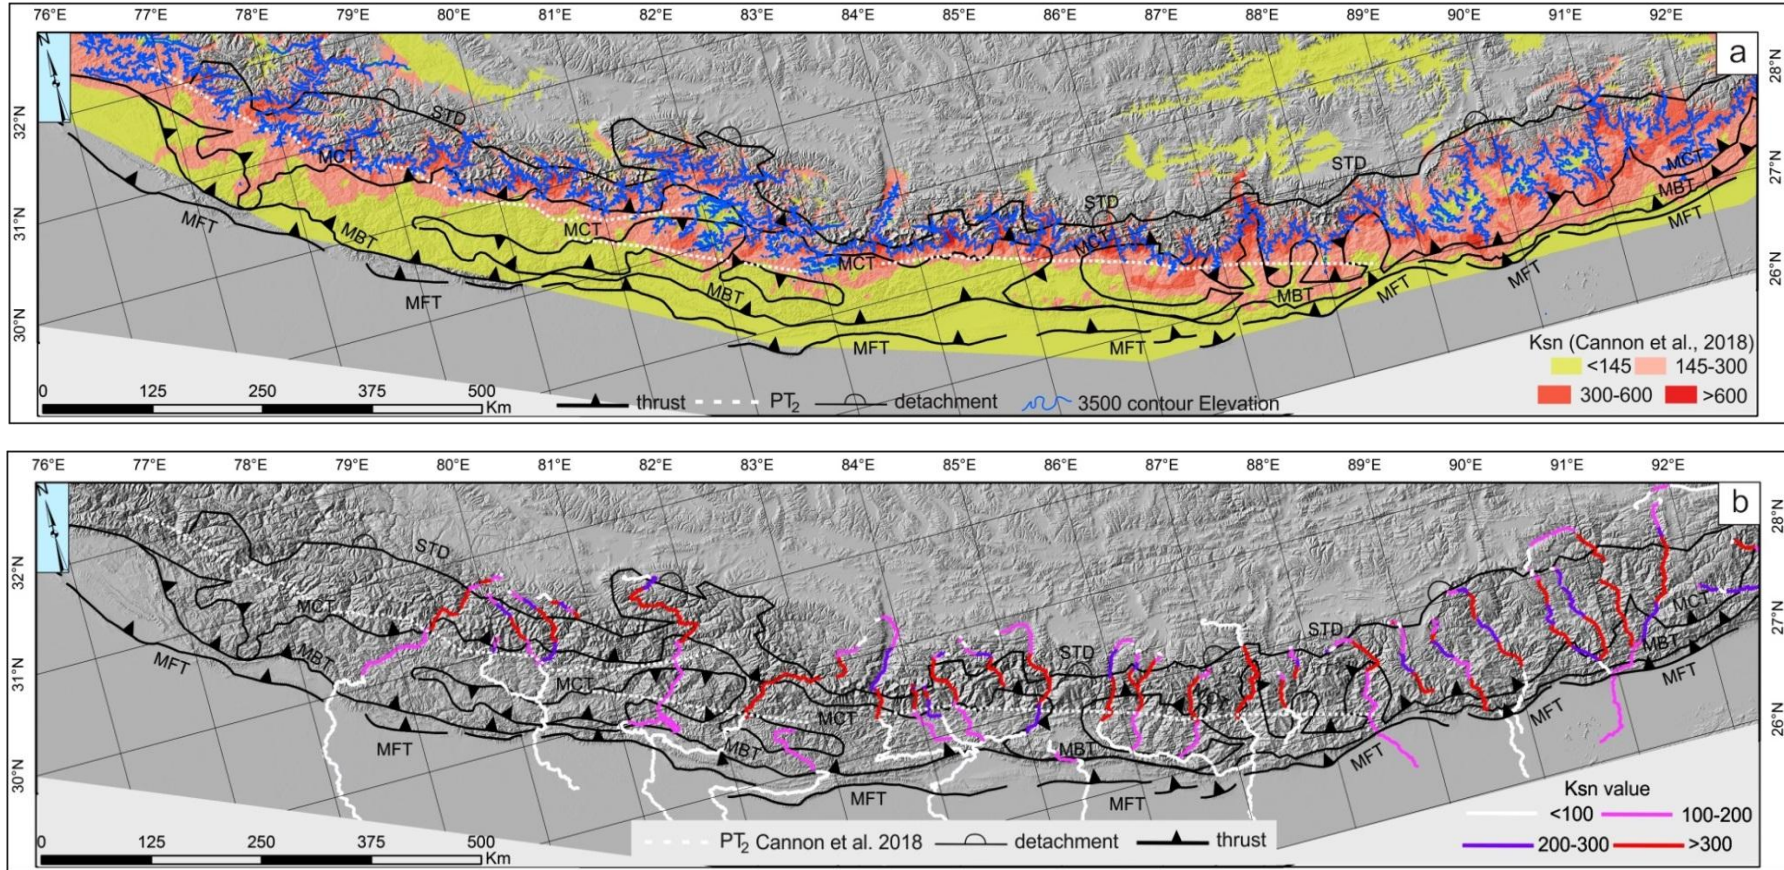 76°E 77°E 78°E 79°E 80°E 81°E 82°E 83°E 84°E 85°E 86°E 87°E 88°E 89°E 90°E 91°E 92°E
N
a
28°N
27°N
26°N
32°N
31°N
30°N
STD
MCT
MFT
MBT
MCT
MBT
MFT
MCT
STD
MCT
MFT
MFT
STD
MBT
MFT
MFT
MCT
MBT
MFT
Ksn (Cannon et al., 2018)
<145 145-300
300-600 >600
0 125 250 375 500
Km
thrust PT2 detachment 3500 contour Elevation
76°E 77°E 78°E 79°E 80°E 81°E 82°E 83°E 84°E 85°E 86°E 87°E 88°E 89°E 90°E 91°E 92°E
N
b
28°N
27°N
26°N
32°N
31°N
30°N
STD
MCT
MFT
MBT
MCT
MBT
MFT
MCT
STD
MFT
MBT
MFT
STD
MFT
MFT
MCT
MBT
MFT
Ksn value
<100 100-200
200-300 >300
0 125 250 375 500
Km
PT2 Cannon et al. 2018 detachment thrust